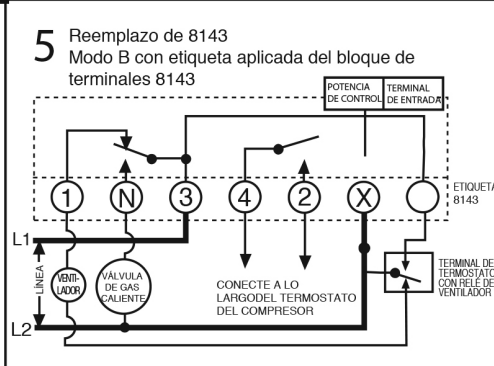 5 Reemplazo de 8143
Modo B con etiqueta aplicada del bloque de
terminales 8143
POTENCIA
DE CONTROL
TERMINAL
DE ENTRADA
1 N 3 4 2 X
ETIQUETA
8143
L1
LÍNEA
VENTI-
LADOR
VÁLVULA
DE GAS
CALIENTE
CONECTE A LO
LARGODEL TERMOSTATO
DEL COMPRESOR
TERMINAL DE
TERMOSTATO
CON RELÉ DE
VENTILADOR
L2